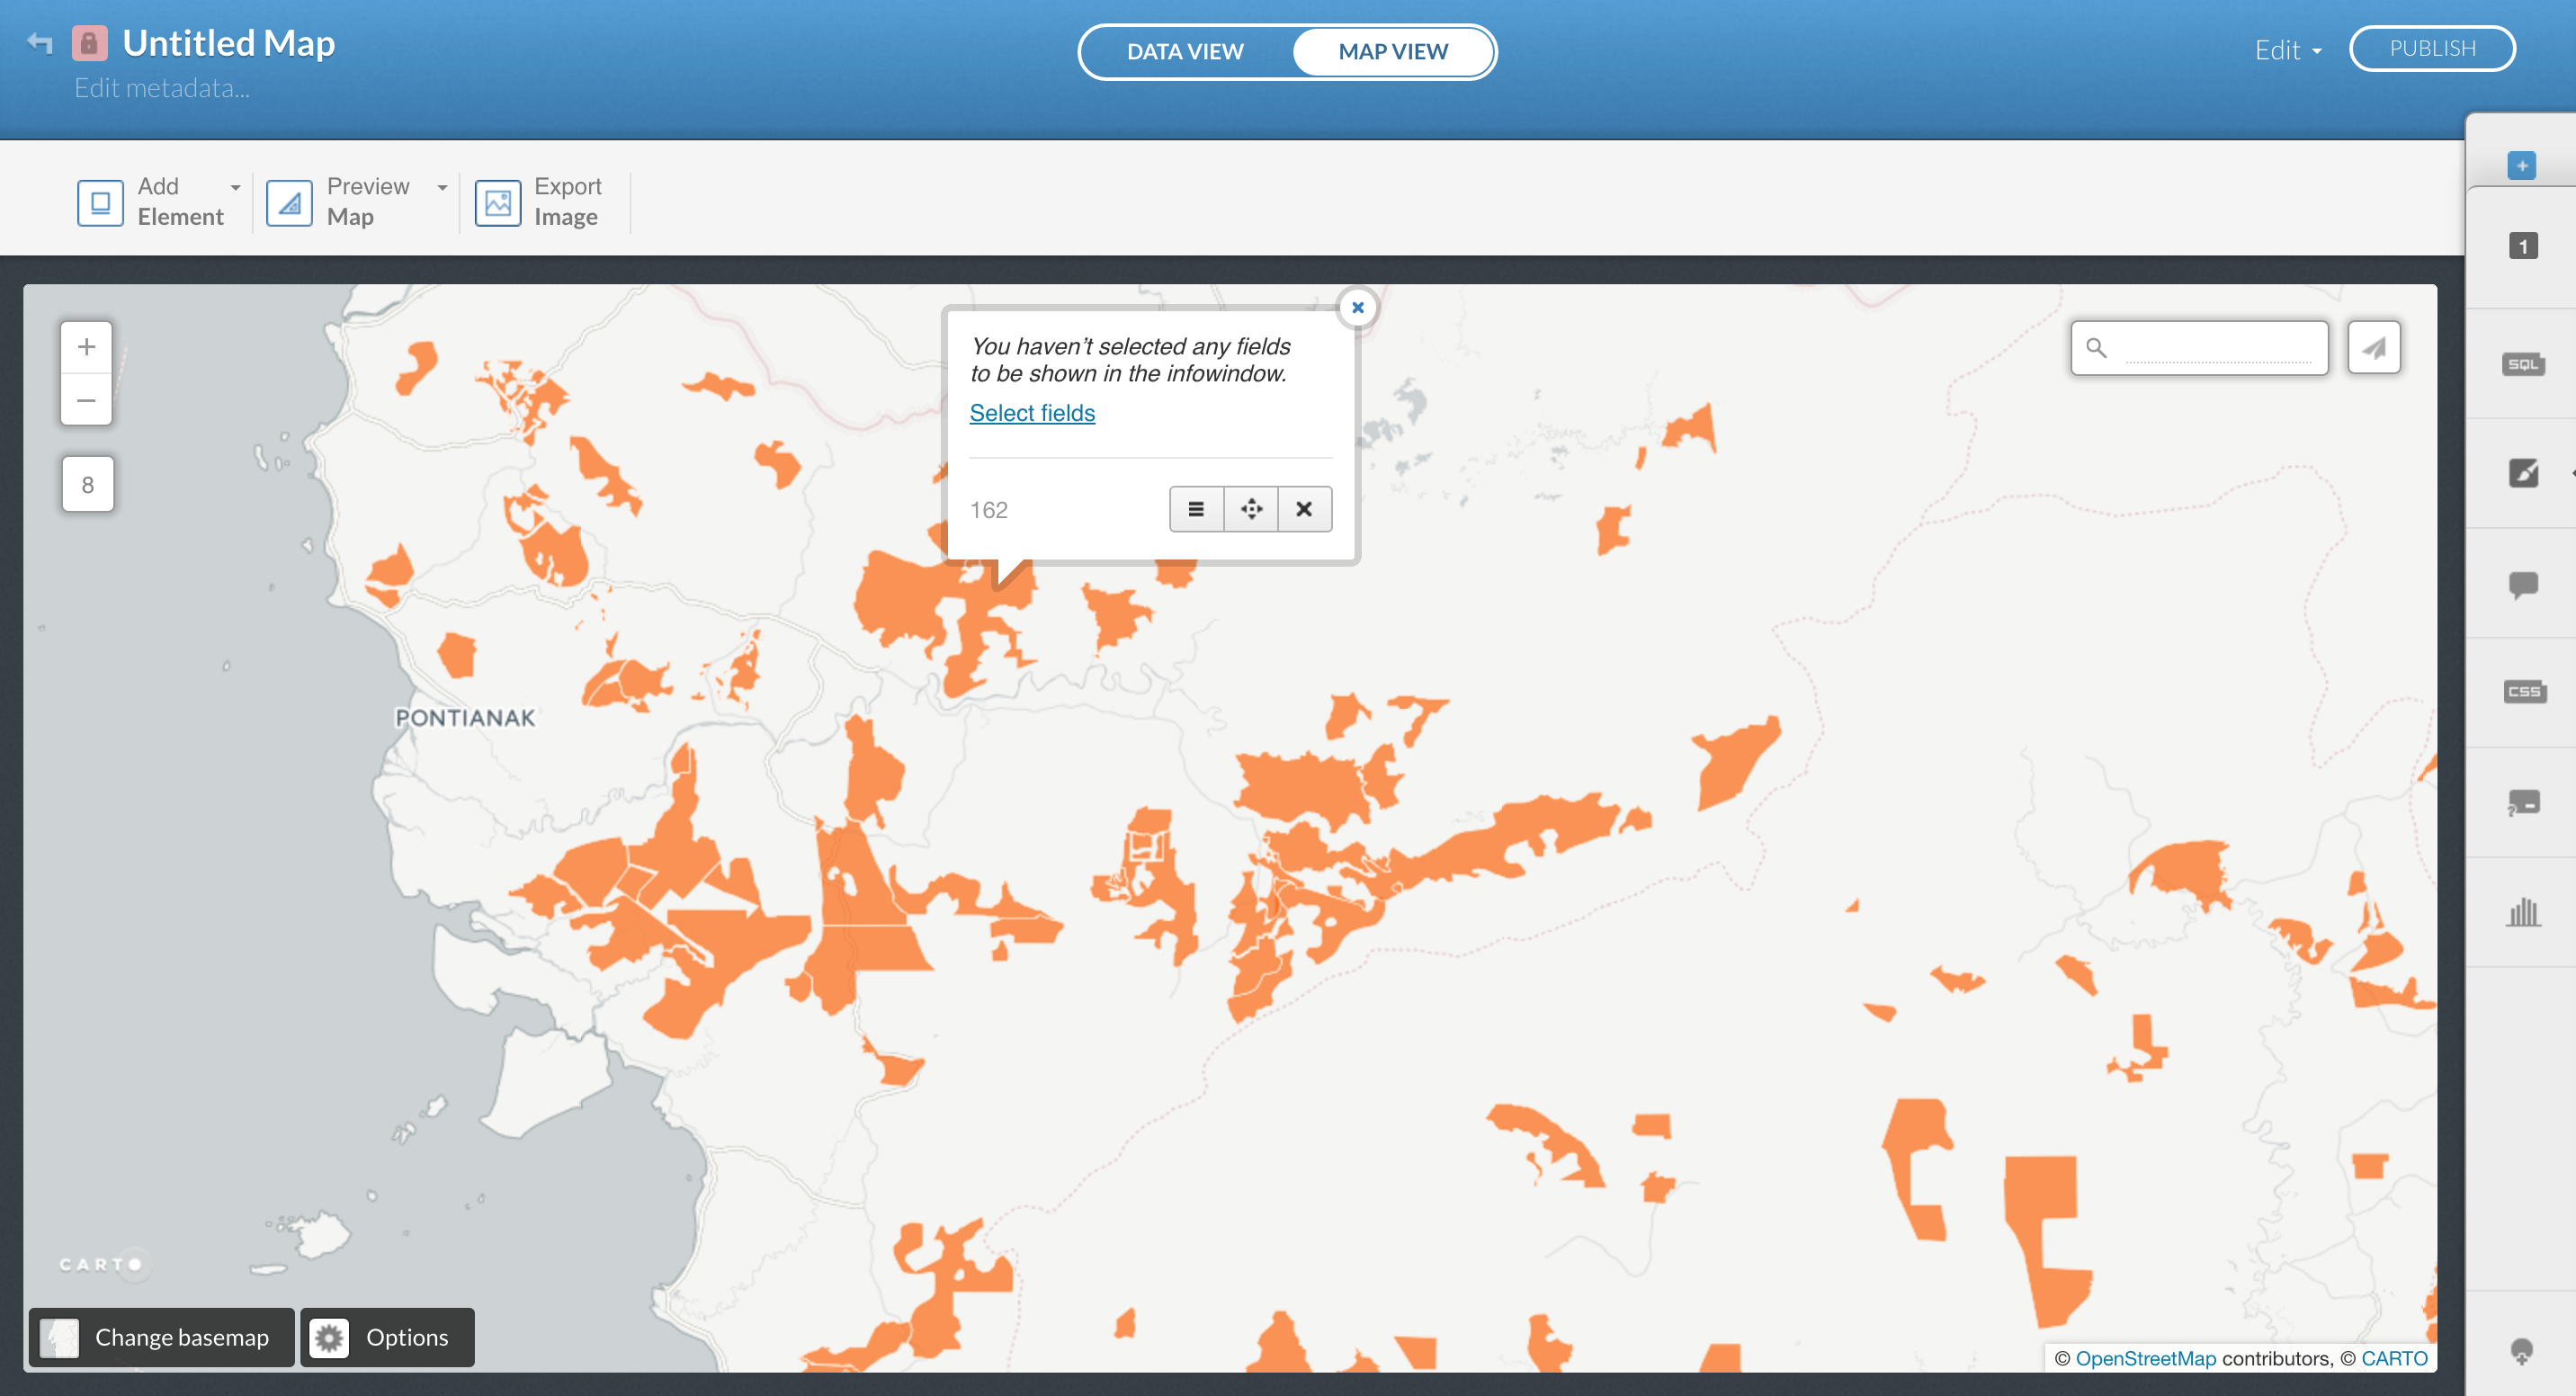 Untitled Map
Edit metadata...
DATA VIEW
MAP VIEW
Edit
PUBLISH
Add
Element
Preview
Map
Export
Image
1
SQL
CSS
?
+
−
8
You haven’t selected any fields
to be shown in the infowindow.
Select fields
162
PONTIANAK
CARTO
Change basemap
Options
© OpenStreetMap contributors, © CARTO